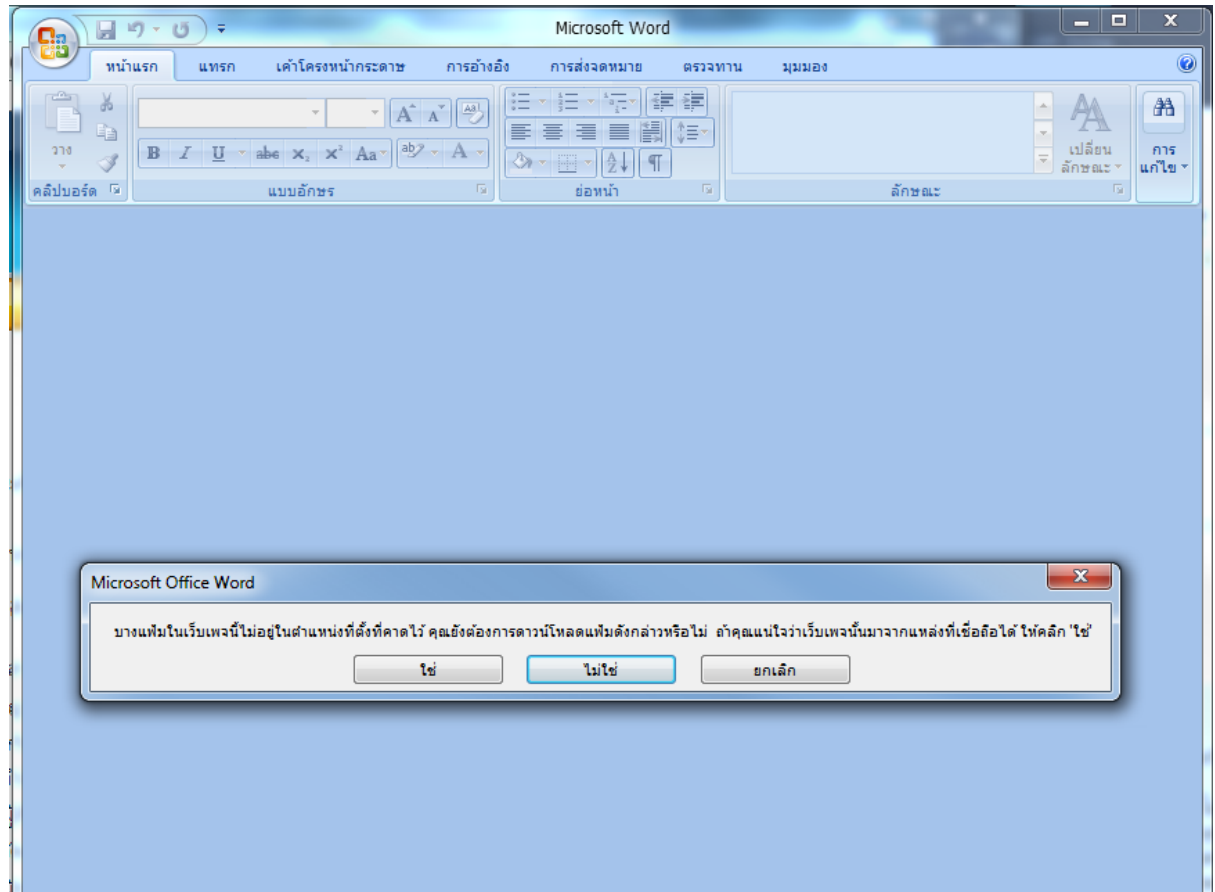 Microsoft Word
หน้าแรก แทรก เค้าโครงหน้ากระดาษ การอ้างอิง การส่งจดหมาย ตรวจทาน มุมมอง
วาง
B I U abe x₂ x² Aa ab A
เปลี่ยน
ลักษณะ
การ
แก้ไข
คลิปบอร์ด แบบอักษร ย่อหน้า ลักษณะ
Microsoft Office Word
บางแฟ้มในเว็บเพจนี้ไม่อยู่ในตำแหน่งที่ตั้งที่คาดไว้ คุณยังต้องการดาวน์โหลดแฟ้มดังกล่าวหรือไม่ ถ้าคุณแน่ใจว่าเว็บเพจนั้นมาจากแหล่งที่เชื่อถือได้ ให้คลิก 'ใช่'
ใช่ ไม่ใช่ ยกเลิก